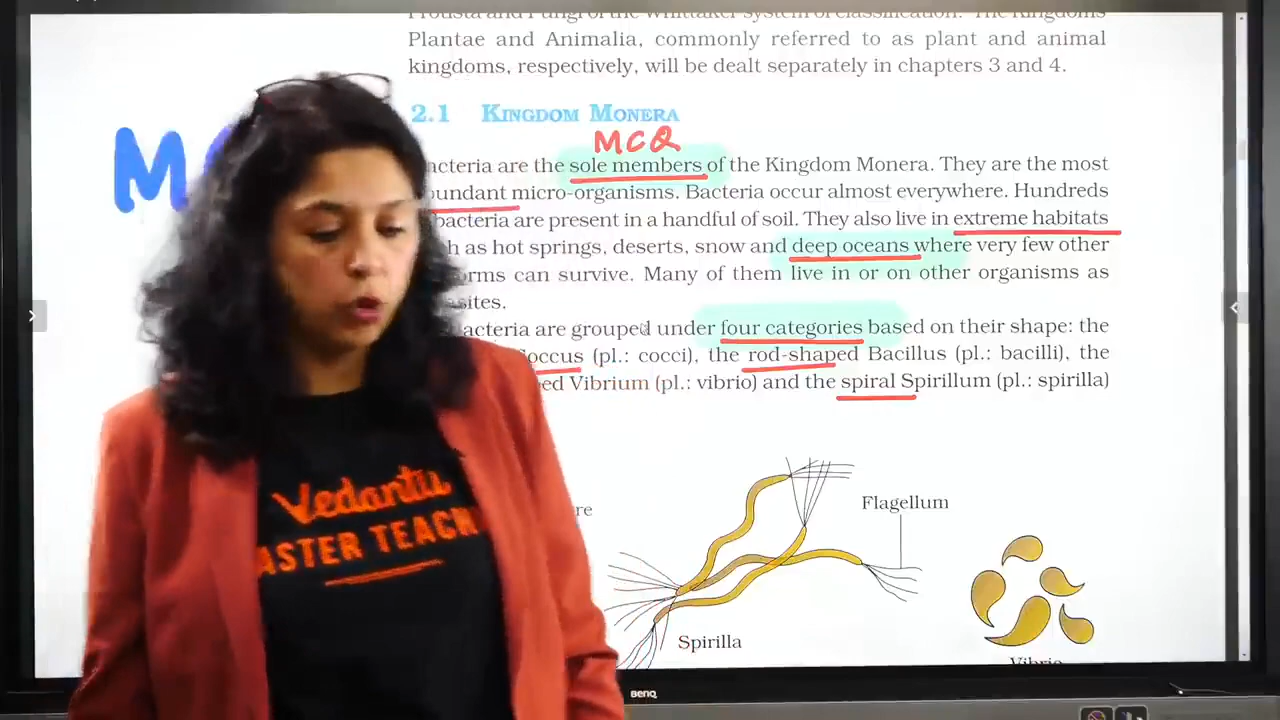 Protista and Fungi of the Whittaker system of classification. The Kingdoms
Plantae and Animalia, commonly referred to as plant and animal
kingdoms, respectively, will be dealt separately in chapters 3 and 4.
2.1 KINGDOM MONERA
MCQ
M
acteria are the sole members of the Kingdom Monera. They are the most
bundant micro-organisms. Bacteria occur almost everywhere. Hundreds
bacteria are present in a handful of soil. They also live in extreme habitats
h as hot springs, deserts, snow and deep oceans where very few other
orms can survive. Many of them live in or on other organisms as
sites.
acteria are grouped under four categories based on their shape: the
Coccus (pl.: cocci), the rod-shaped Bacillus (pl.: bacilli), the
ed Vibrium (pl.: vibrio) and the spiral Spirillum (pl.: spirilla)
Flagellum
re
Spirilla
Vibrio
Vedantu
ASTER TEACH
BenQ